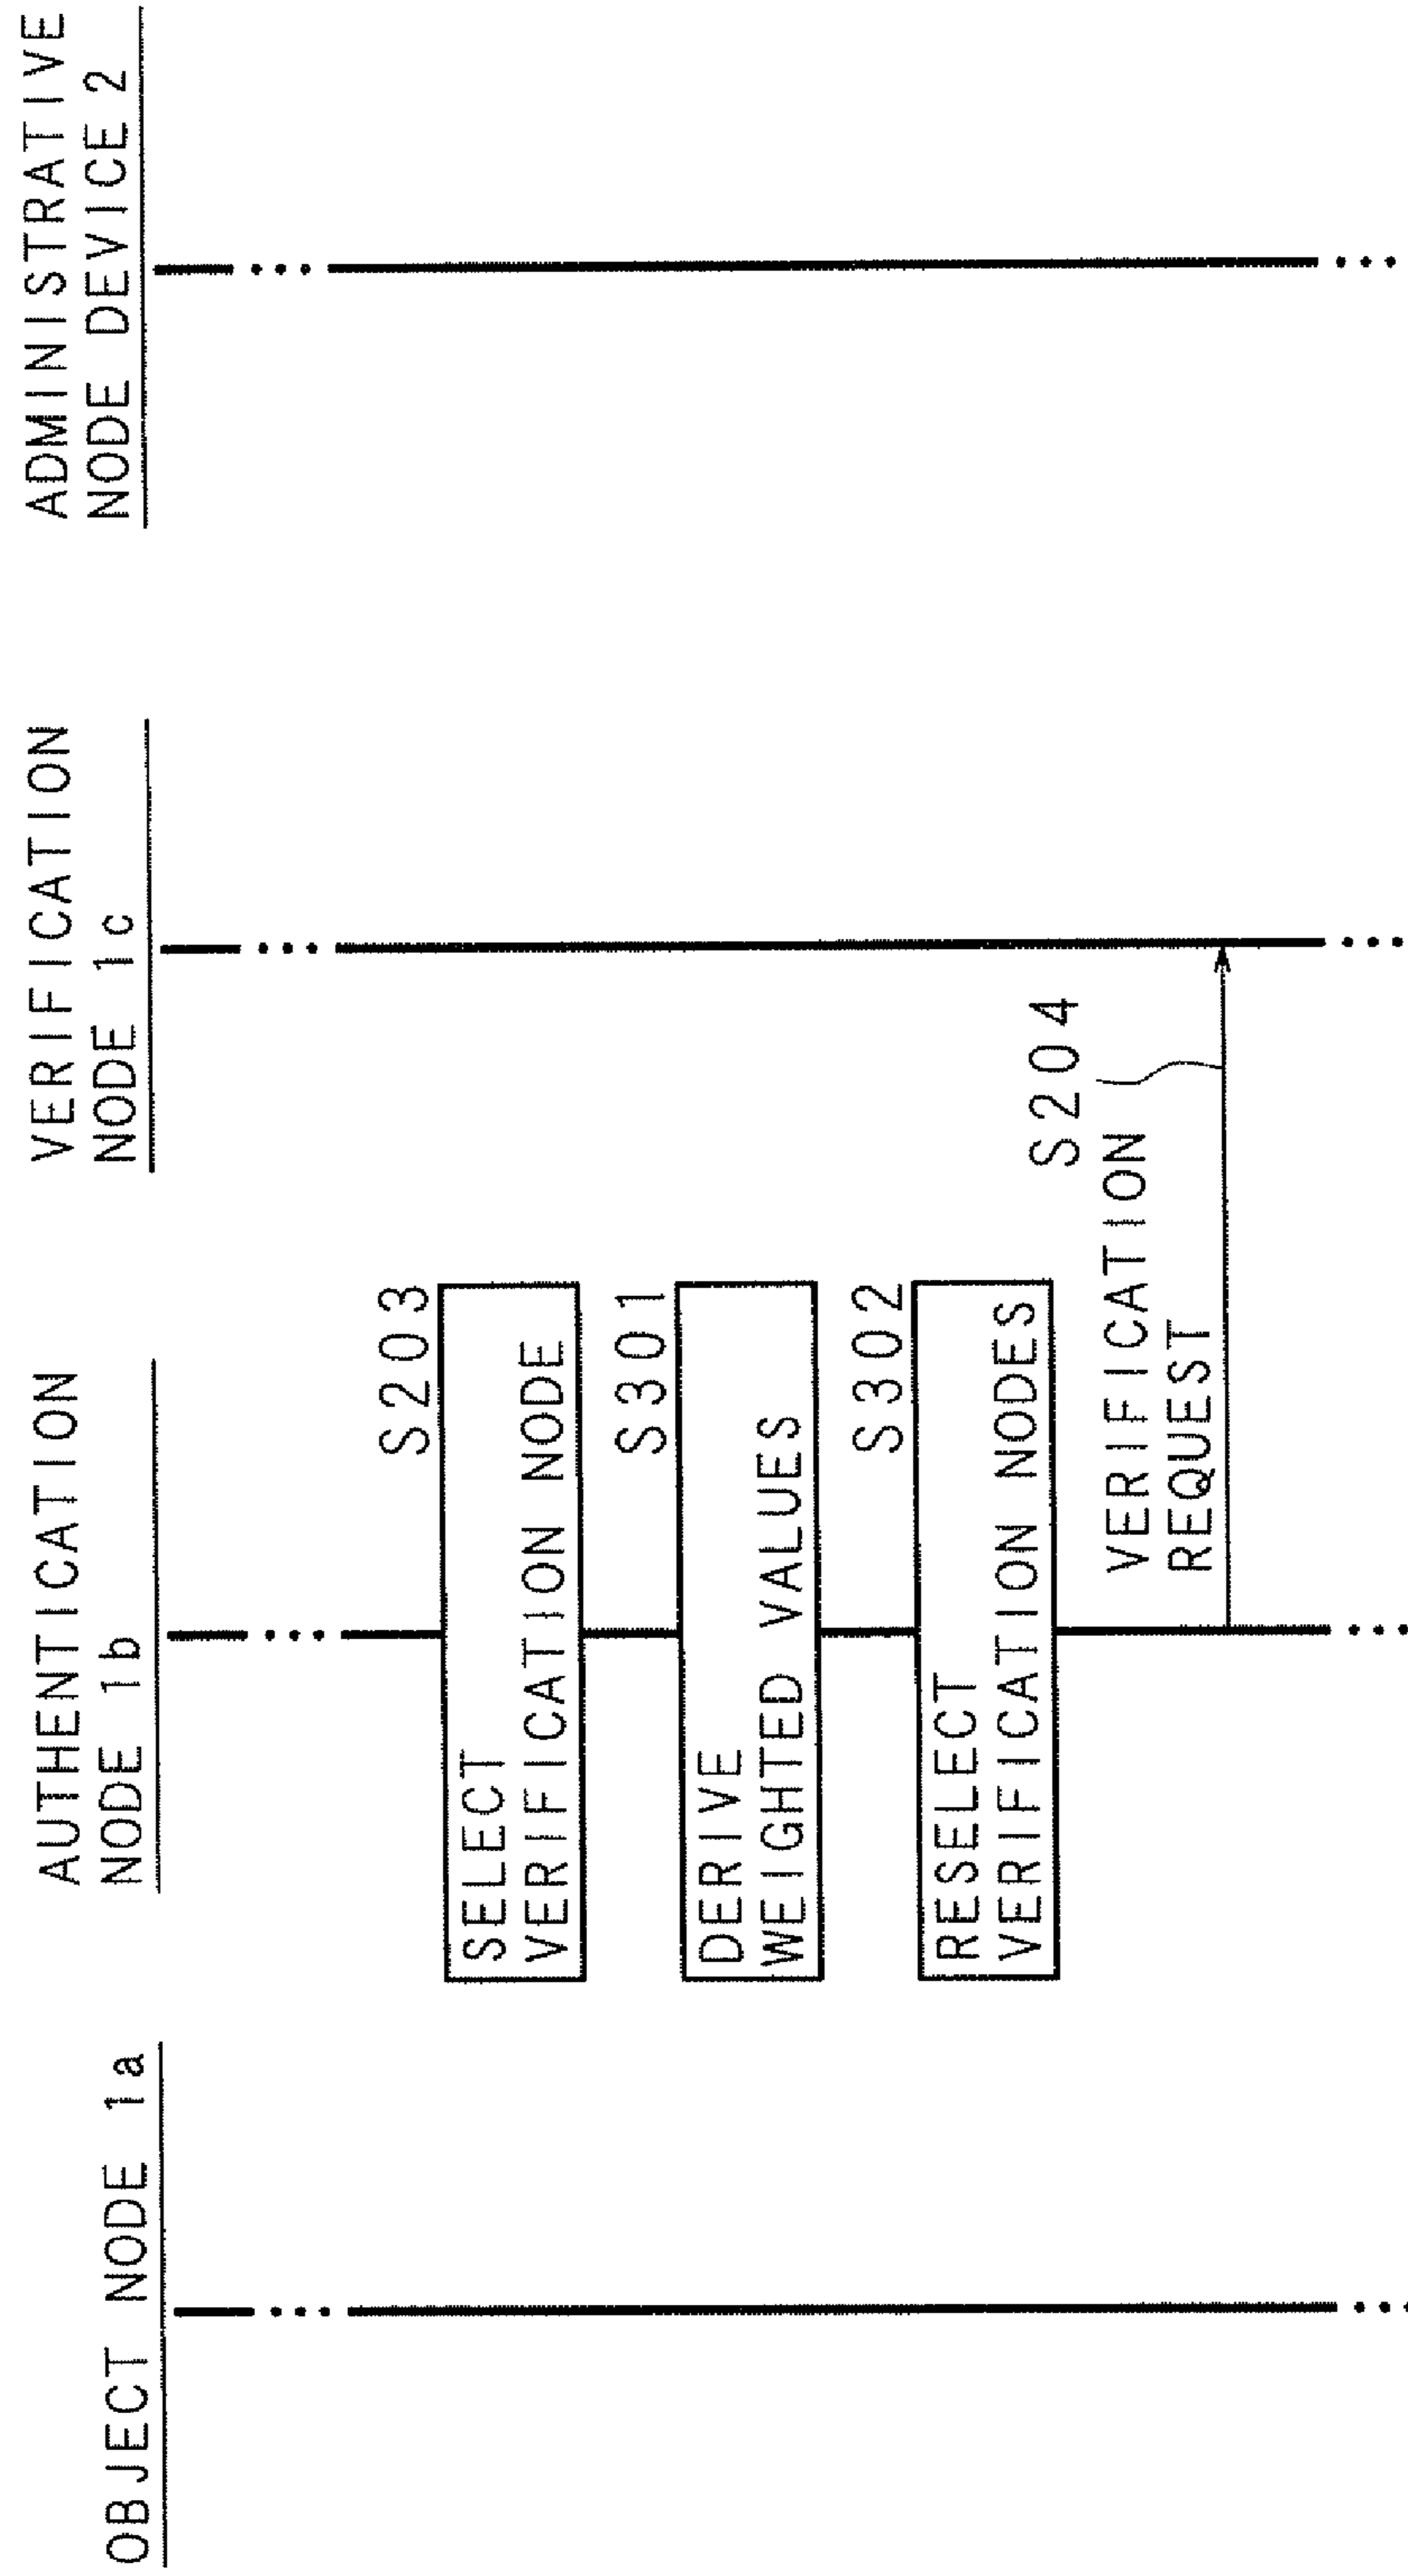 OBJECT NODE 1a
AUTHENTICATION
NODE 1b
VERIFICATION
NODE 1c
ADMINISTRATIVE
NODE DEVICE 2
S203
SELECT
VERIFICATION NODE
S301
DERIVE
WEIGHTED VALUES
S302
RESELECT
VERIFICATION NODES
S204
VERIFICATION
REQUEST